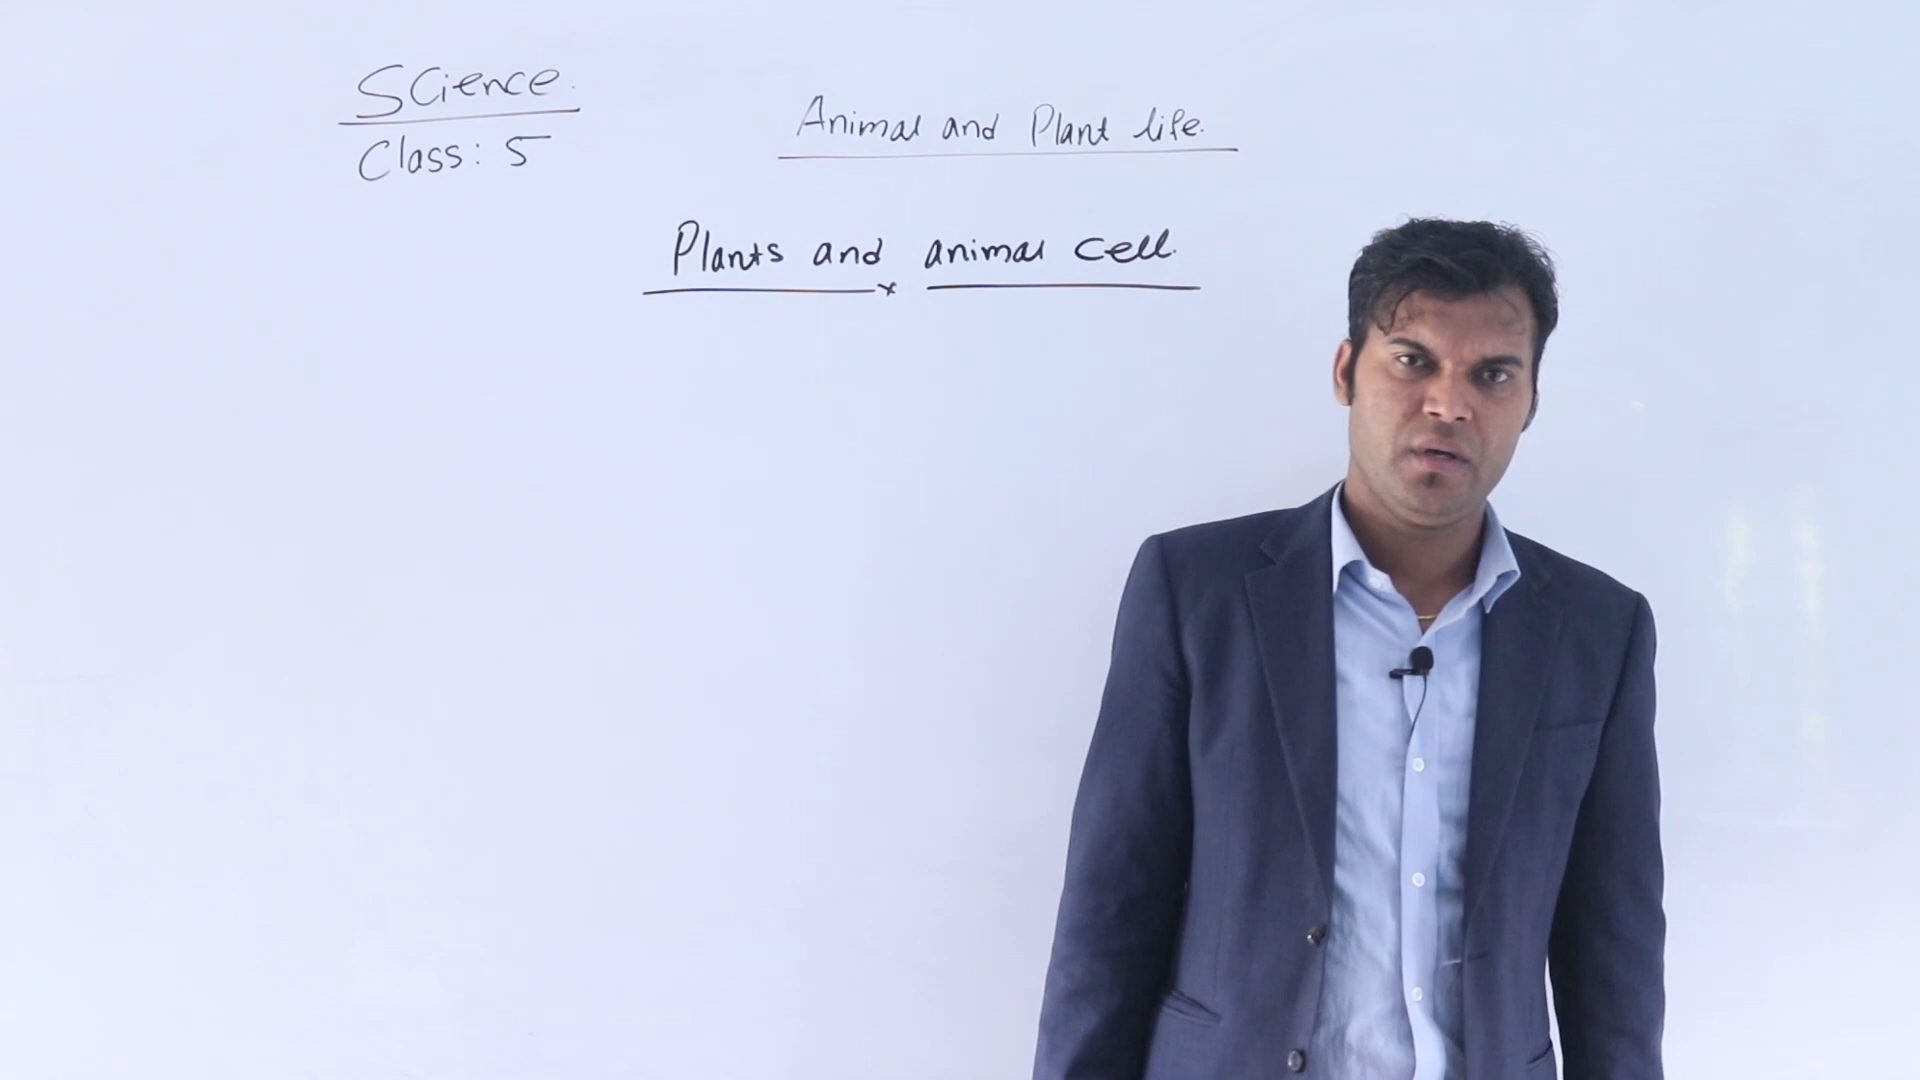 Science.
Class: 5
Animal and Plant life.
Plants and animal cell.